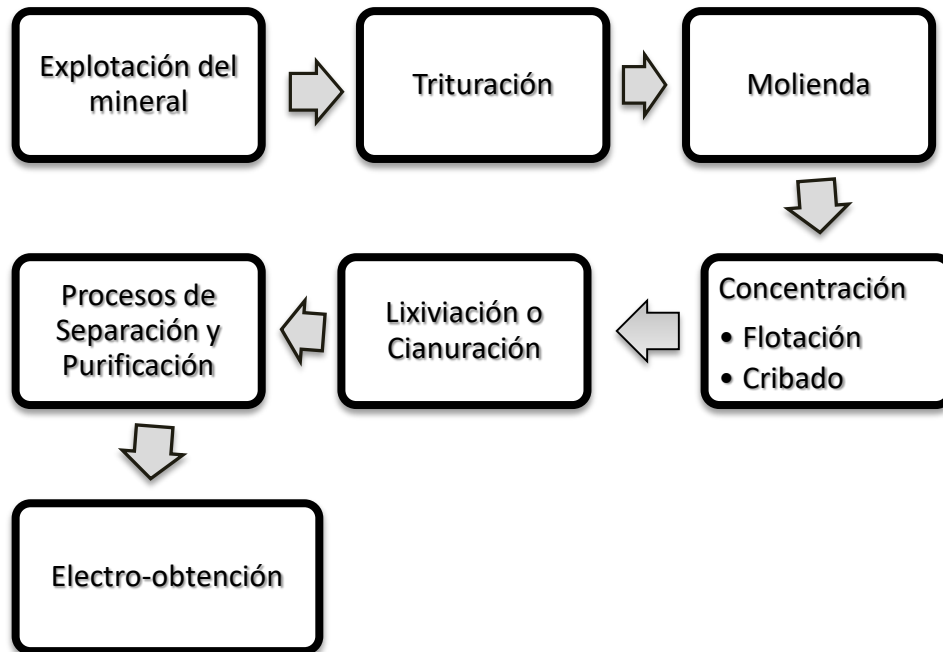 Explotación del
mineral
Trituración
Molienda
Concentración
• Flotación
• Cribado
Lixiviación o
Cianuración
Procesos de
Separación y
Purificación
Electro-obtención